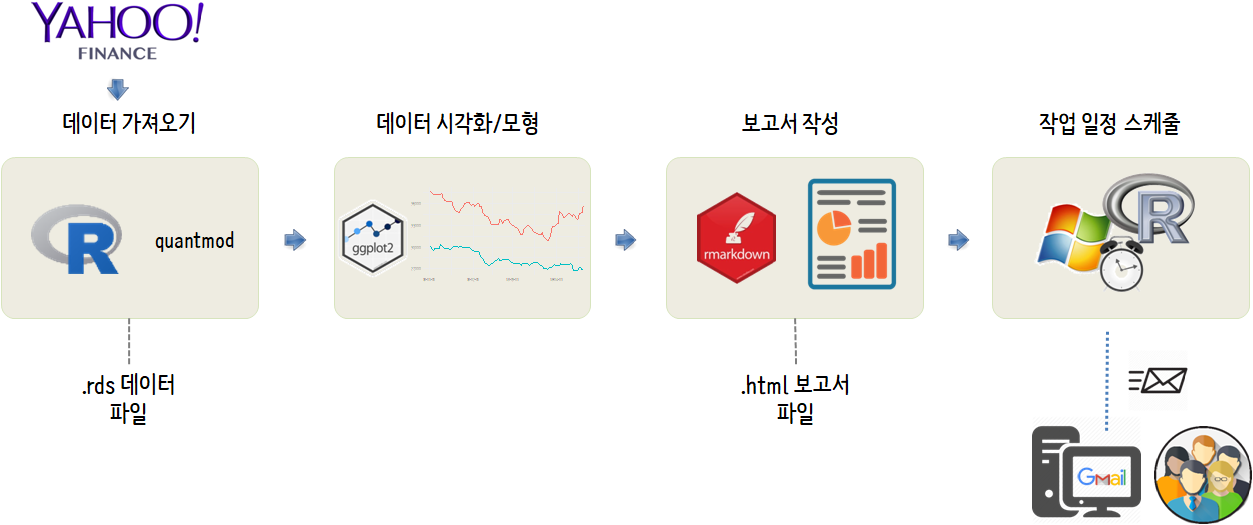 YAHOO!
FINANCE
데이터 가져오기
데이터 시각화/모형
보고서 작성
작업 일정 스케줄
R
quantmod
ggplot2
rmarkdown
R
.rds 데이터
파일
.html 보고서
파일
Gmail